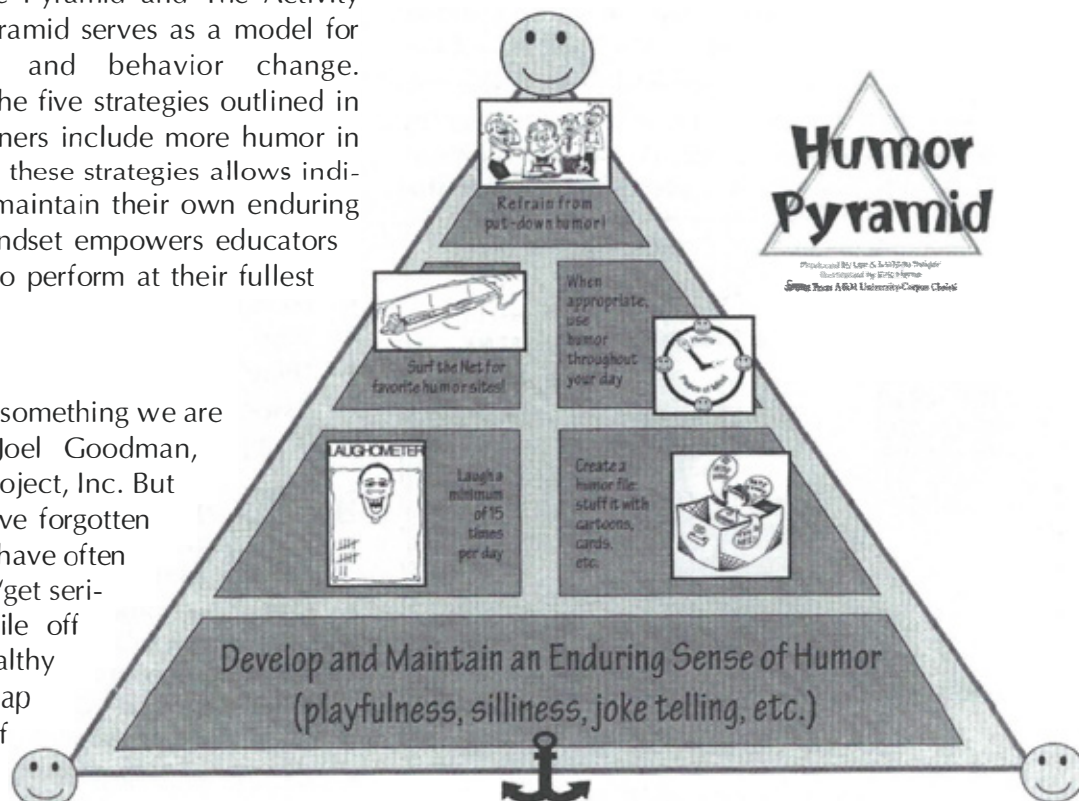 e Pyramid and The Activity
ramid serves as a model for
and behavior change.
he five strategies outlined in
ners include more humor in
these strategies allows indi-
maintain their own enduring
ndset empowers educators
o perform at their fullest
something we are
Joel Goodman,
oject, Inc. But
ve forgotten
have often
/get seri-
ile off
althy
ap
f
Humor
Pyramid
University-Corpus Christi
Refrain from
put-down humor!
Surf the Net for
favorite humor sites!
When
appropriate,
use
humor
throughout
your day
LAUGHOMETER
Laugh a
minimum
of 15
times
per day
Create a
humor file:
stuff it with
cartoons,
cards,
etc.
Develop and Maintain an Enduring Sense of Humor
(playfulness, silliness, joke telling, etc.)